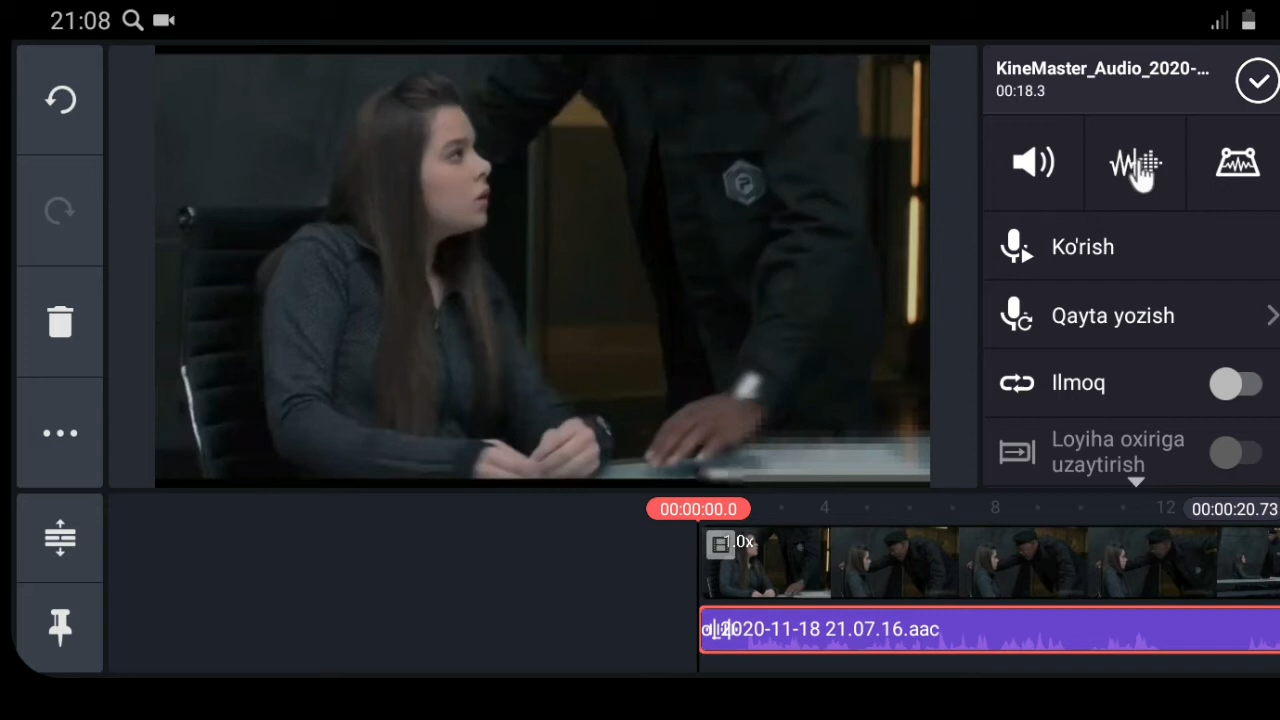 21:08
KineMaster_Audio_2020-...
00:18.3
Ko'rish
Qayta yozish
Ilmoq
Loyiha oxiriga
uzaytirish
00:00:00.0
4
8
12
00:00:20.73
1.0x
2020-11-18 21.07.16.aac